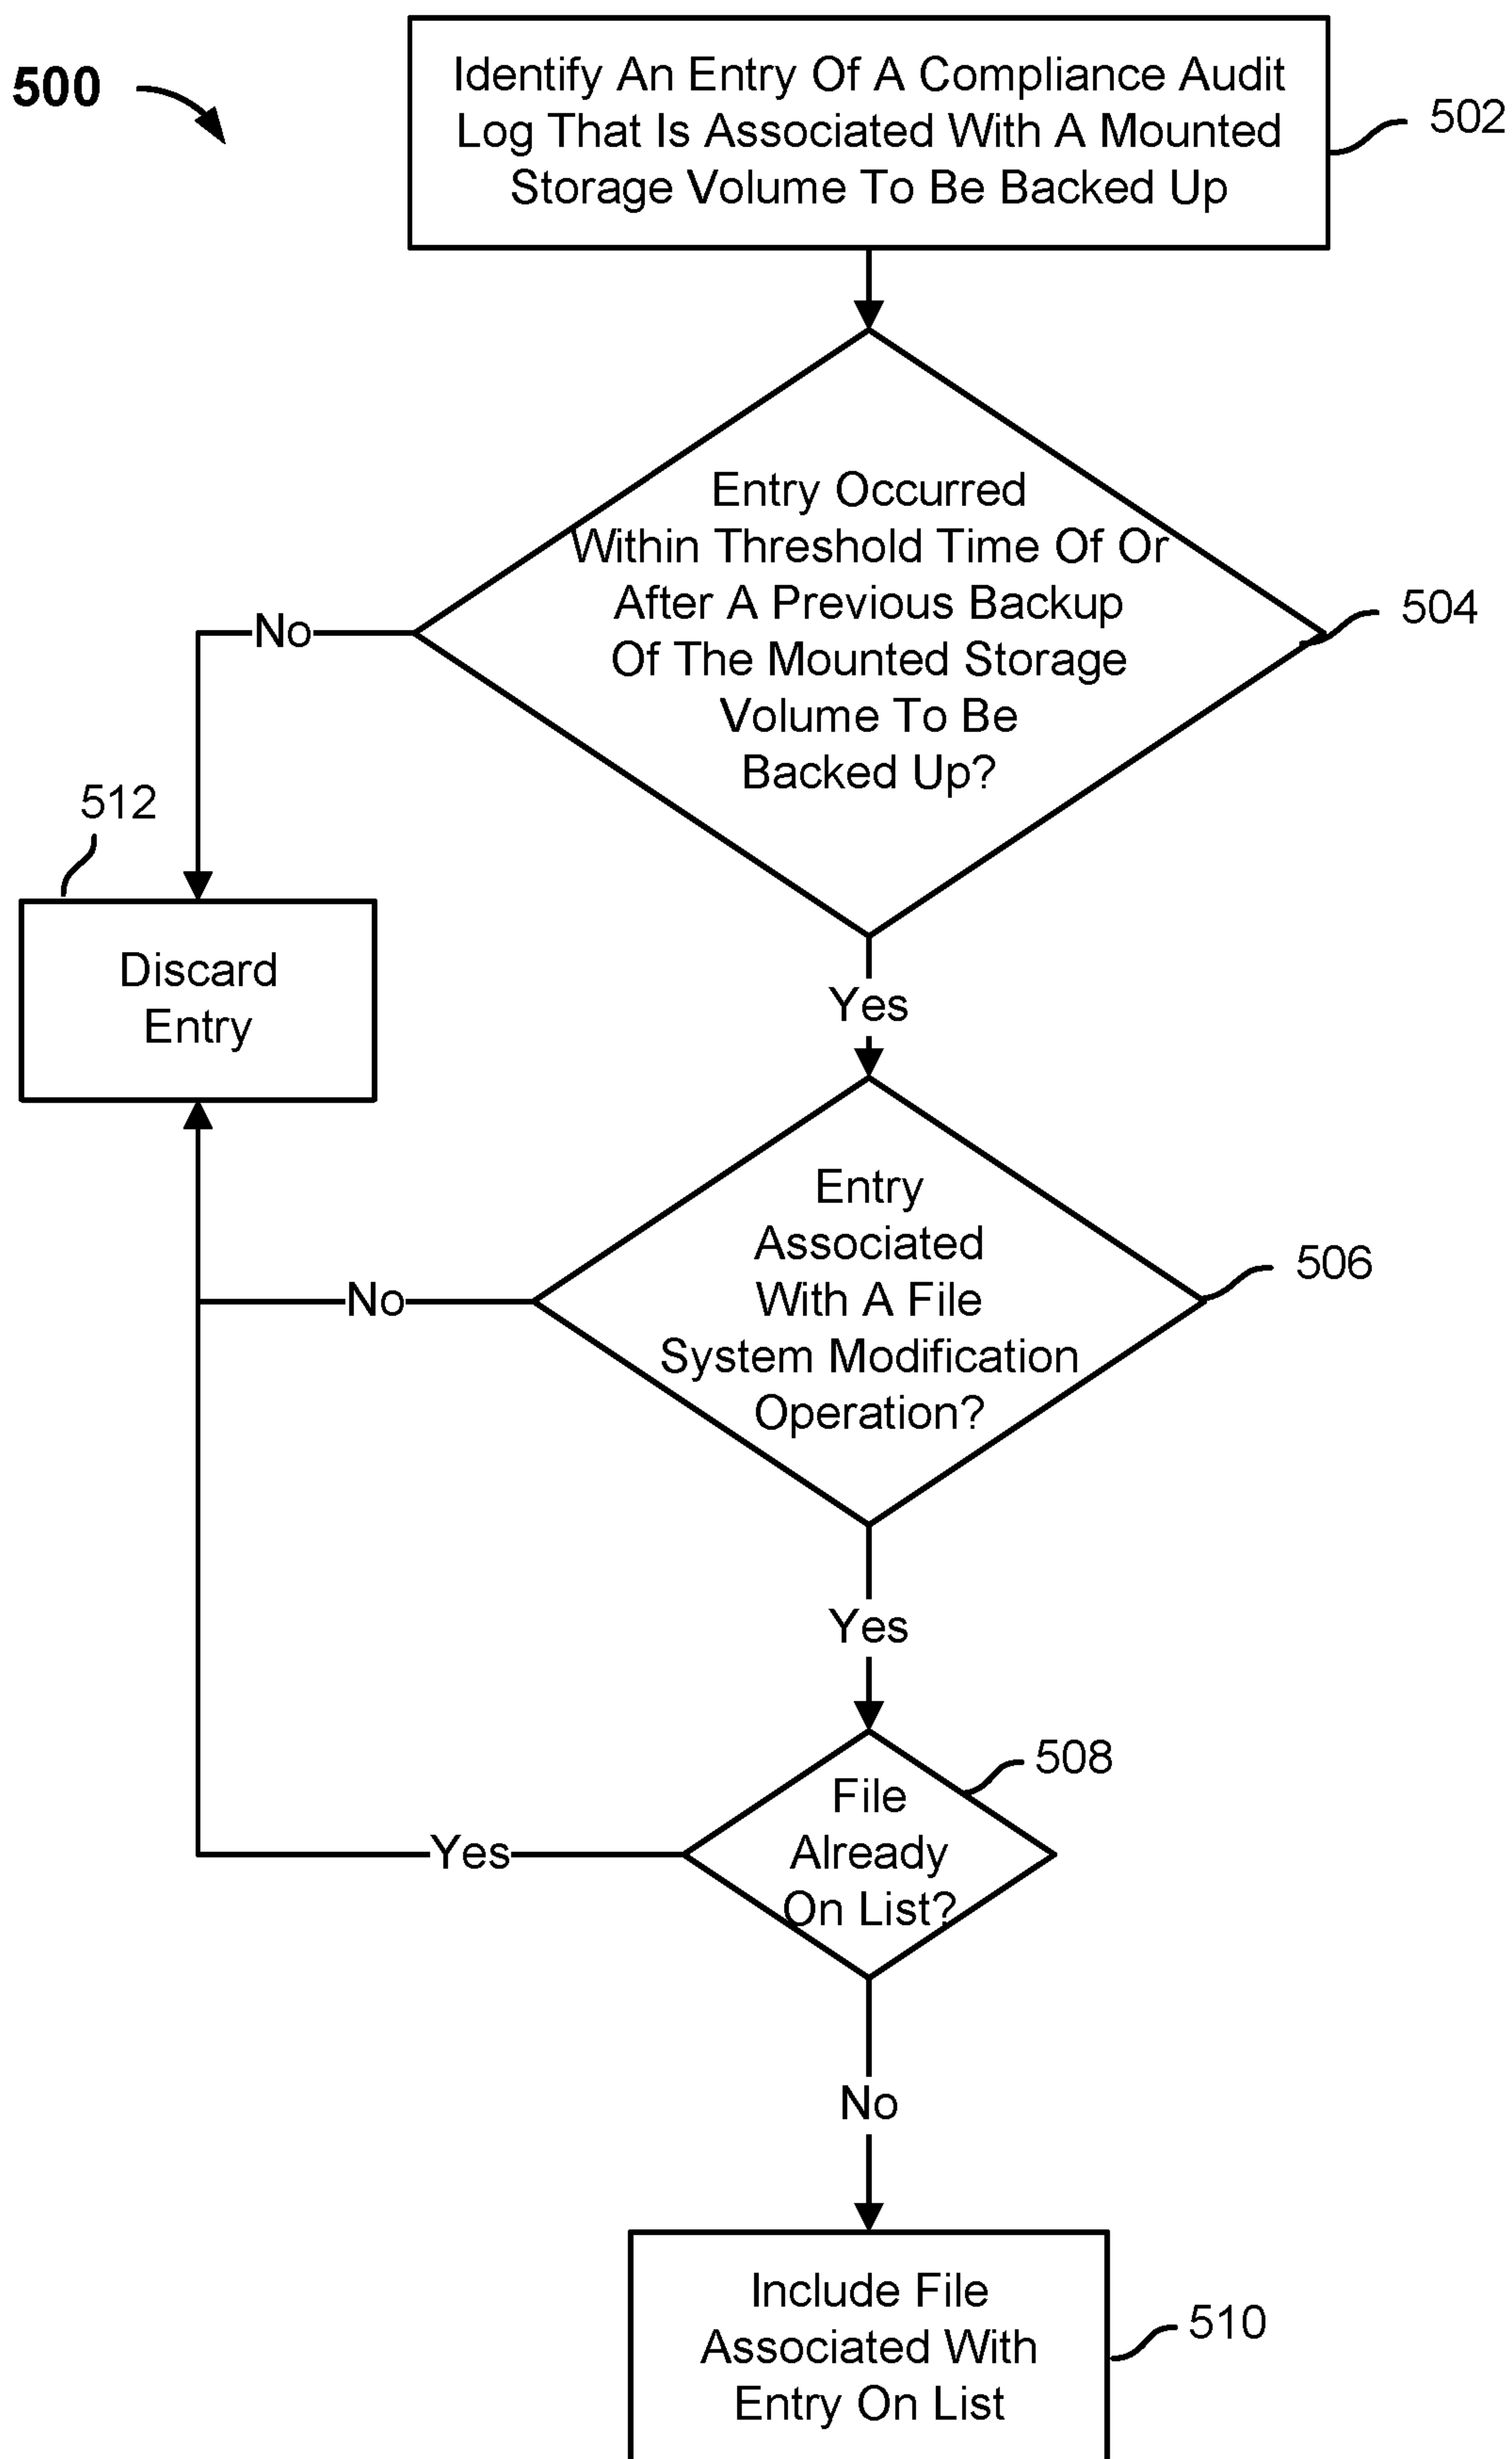 500
Identify An Entry Of A Compliance Audit
Log That Is Associated With A Mounted
Storage Volume To Be Backed Up
502
Entry Occurred
Within Threshold Time Of Or
After A Previous Backup
Of The Mounted Storage
Volume To Be
Backed Up?
504
No
512
Discard
Entry
Yes
Entry
Associated
With A File
System Modification
Operation?
506
No
Yes
508
File
Already
On List?
Yes
No
Include File
Associated With
Entry On List
510